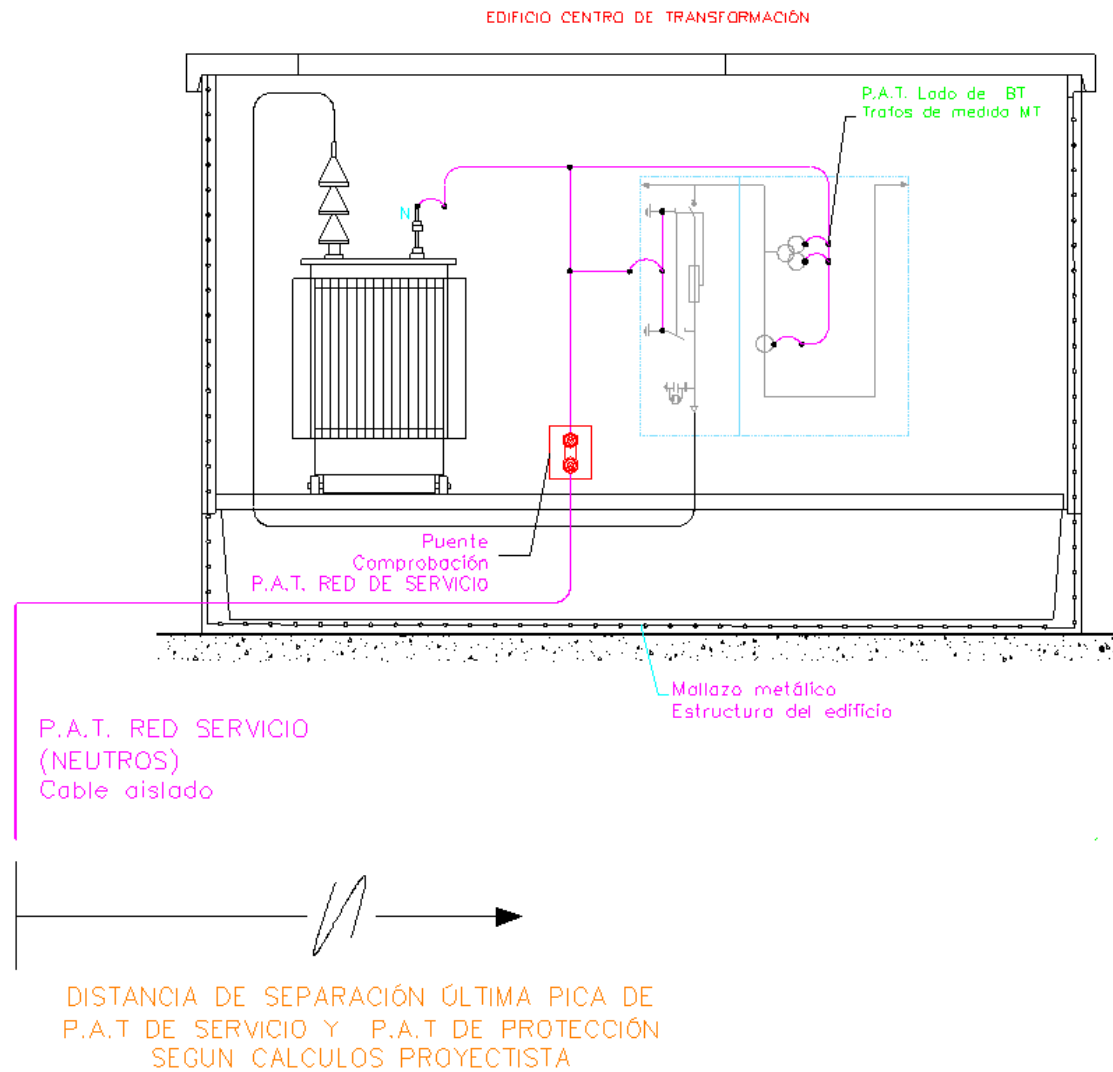 EDIFICIO CENTRO DE TRANSFORMACIÓN
P.A.T. Lado de BT
Trafos de medida MT
N
Puente
Comprobación
P.A.T. RED DE SERVICIO
Mallazo metálico
Estructura del edificio
P.A.T. RED SERVICIO
(NEUTROS)
Cable aislado
DISTANCIA DE SEPARACIÓN ÚLTIMA PICA DE
P.A.T DE SERVICIO Y P.A.T DE PROTECCIÓN
SEGUN CALCULOS PROYECTISTA